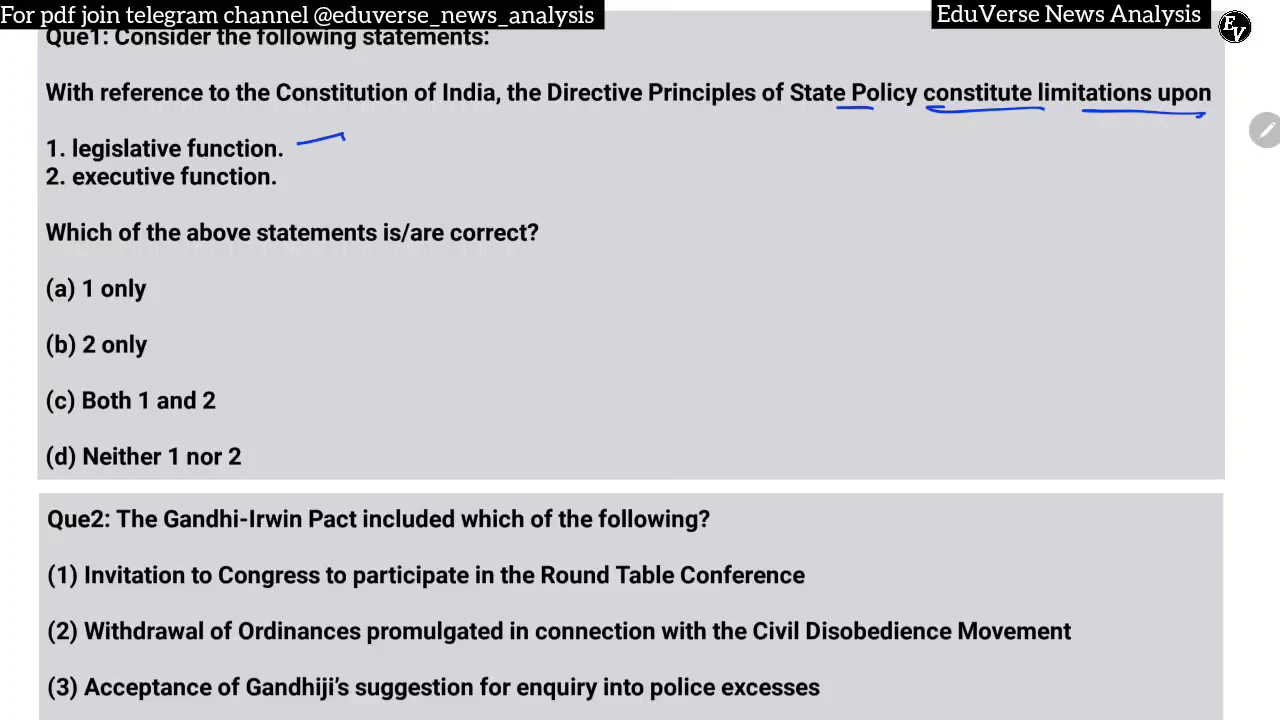 For pdf join telegram channel @eduverse_news_analysis
EduVerse News Analysis
EV
Que1: Consider the following statements:
With reference to the Constitution of India, the Directive Principles of State Policy constitute limitations upon
1. legislative function.
2. executive function.
Which of the above statements is/are correct?
(a) 1 only
(b) 2 only
(c) Both 1 and 2
(d) Neither 1 nor 2
Que2: The Gandhi-Irwin Pact included which of the following?
(1) Invitation to Congress to participate in the Round Table Conference
(2) Withdrawal of Ordinances promulgated in connection with the Civil Disobedience Movement
(3) Acceptance of Gandhiji's suggestion for enquiry into police excesses